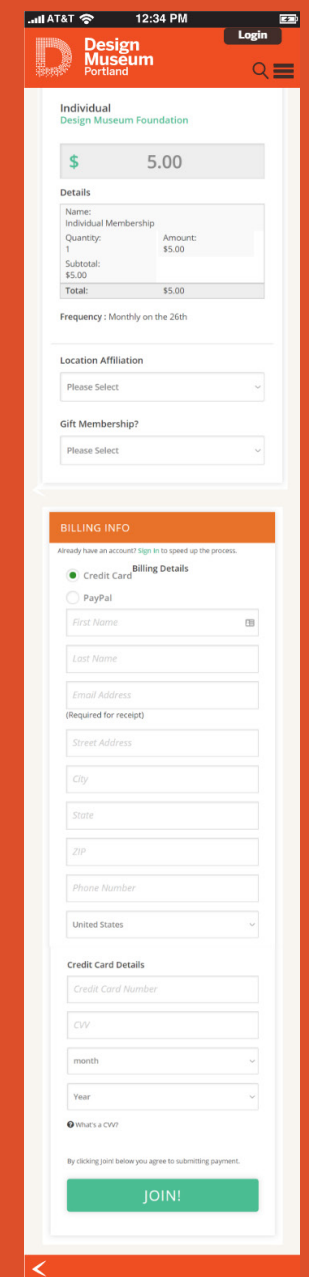 AT&T 12:34 PM
Login
Design
Museum
Portland
Individual
Design Museum Foundation
$ 5.00
Details
Name:
Individual Membership
Quantity: Amount:
1 $5.00
Subtotal:
$5.00
Total: $5.00
Frequency : Monthly on the 26th
Location Affiliation
Please Select
Gift Membership?
Please Select
BILLING INFO
Already have an account? Sign in to speed up the process.
Billing Details
Credit Card
PayPal
First Name
Last Name
Email Address
(Required for receipt)
Street Address
City
State
ZIP
Phone Number
United States
Credit Card Details
Credit Card Number
CVV
month
Year
What's a CVV?
By clicking join! below you agree to submitting payment.
JOIN!